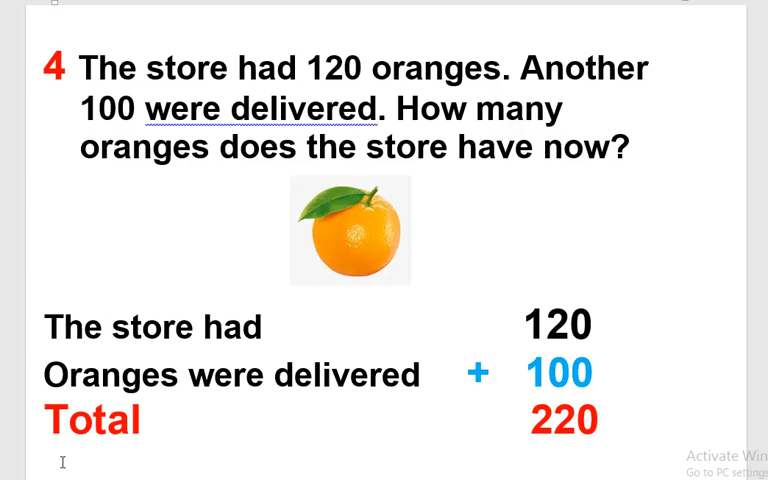 4 The store had 120 oranges. Another
100 were delivered. How many
oranges does the store have now?
The store had 120
Oranges were delivered + 100
Total 220
Activate Win
Go to PC settings